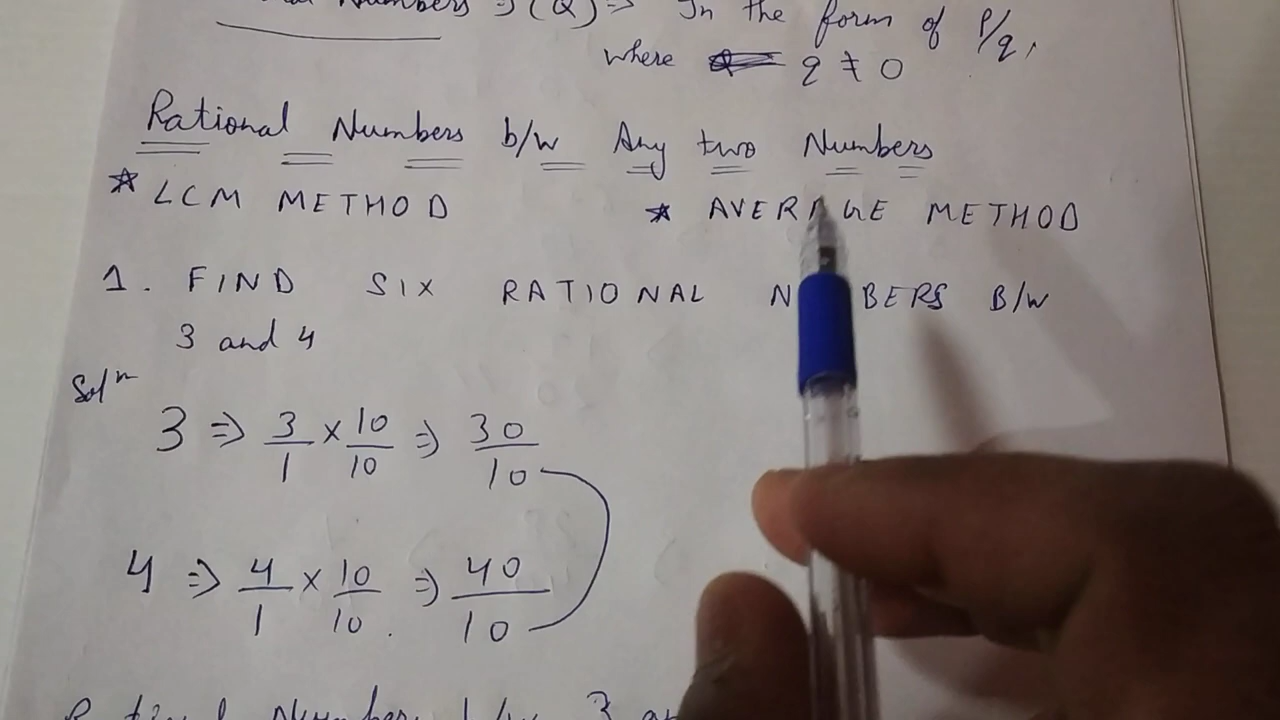 Numbers ⇒ (Q) ⇒ In the form of P/q,
where q ≠ 0
Rational Numbers b/w Any two Numbers
* LCM METHOD * AVERAGE METHOD
1. FIND SIX RATIONAL B/W
3 and 4
Solⁿ
3 ⇒ 3/1 × 10/10 ⇒ 30/10
4 ⇒ 4/1 × 10/10 ⇒ 40/10
b/w 3